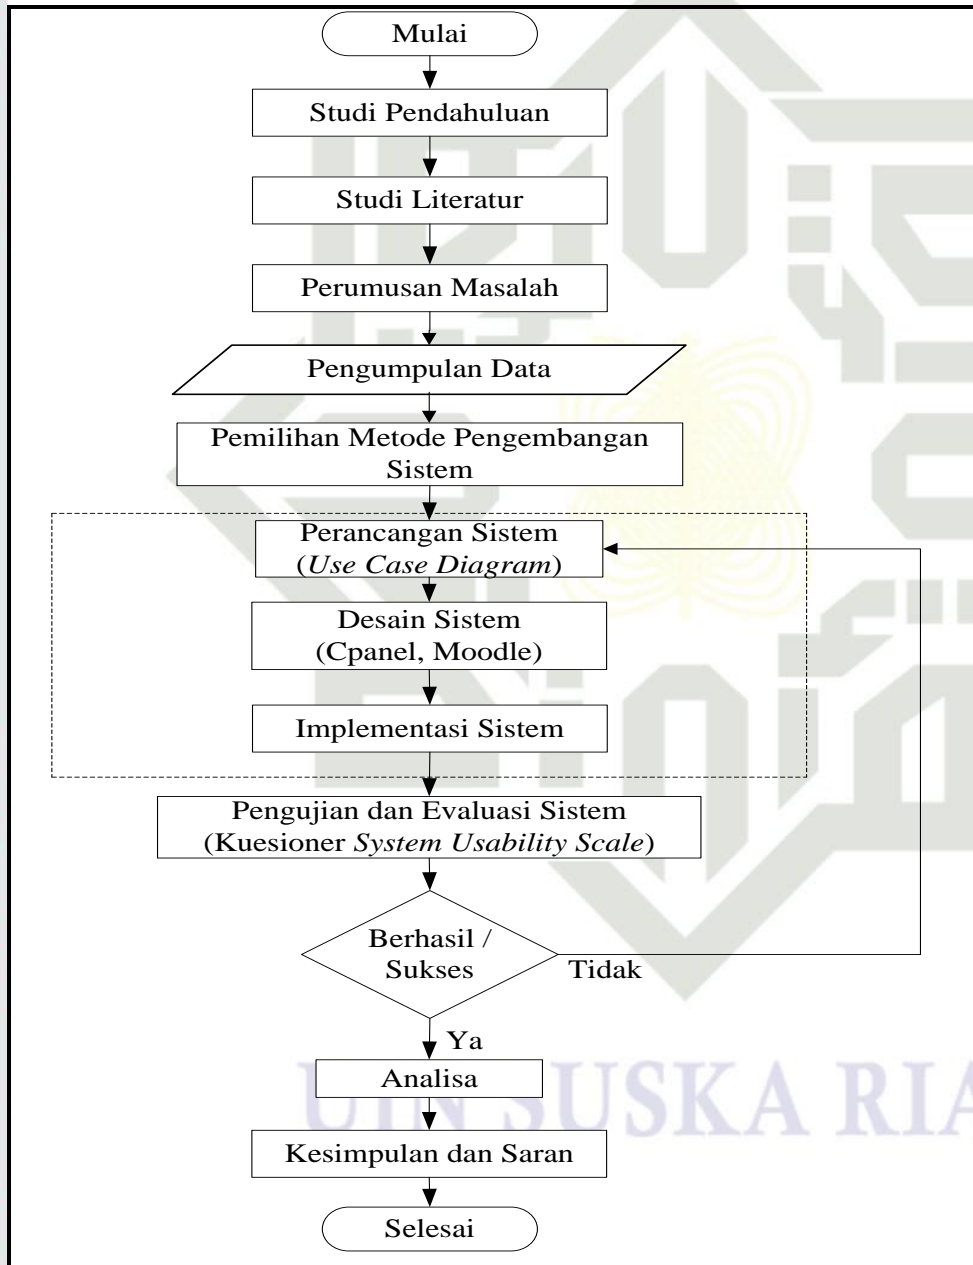 Mulai
Studi Pendahuluan
Studi Literatur
Perumusan Masalah
Pengumpulan Data
Pemilihan Metode Pengembangan
Sistem
Perancangan Sistem
(Use Case Diagram)
Desain Sistem
(Cpanel, Moodle)
Implementasi Sistem
Pengujian dan Evaluasi Sistem
(Kuesioner System Usability Scale)
Berhasil /
Sukses
Tidak
Ya
Analisa
UIN SUSKA RIA
Kesimpulan dan Saran
Selesai